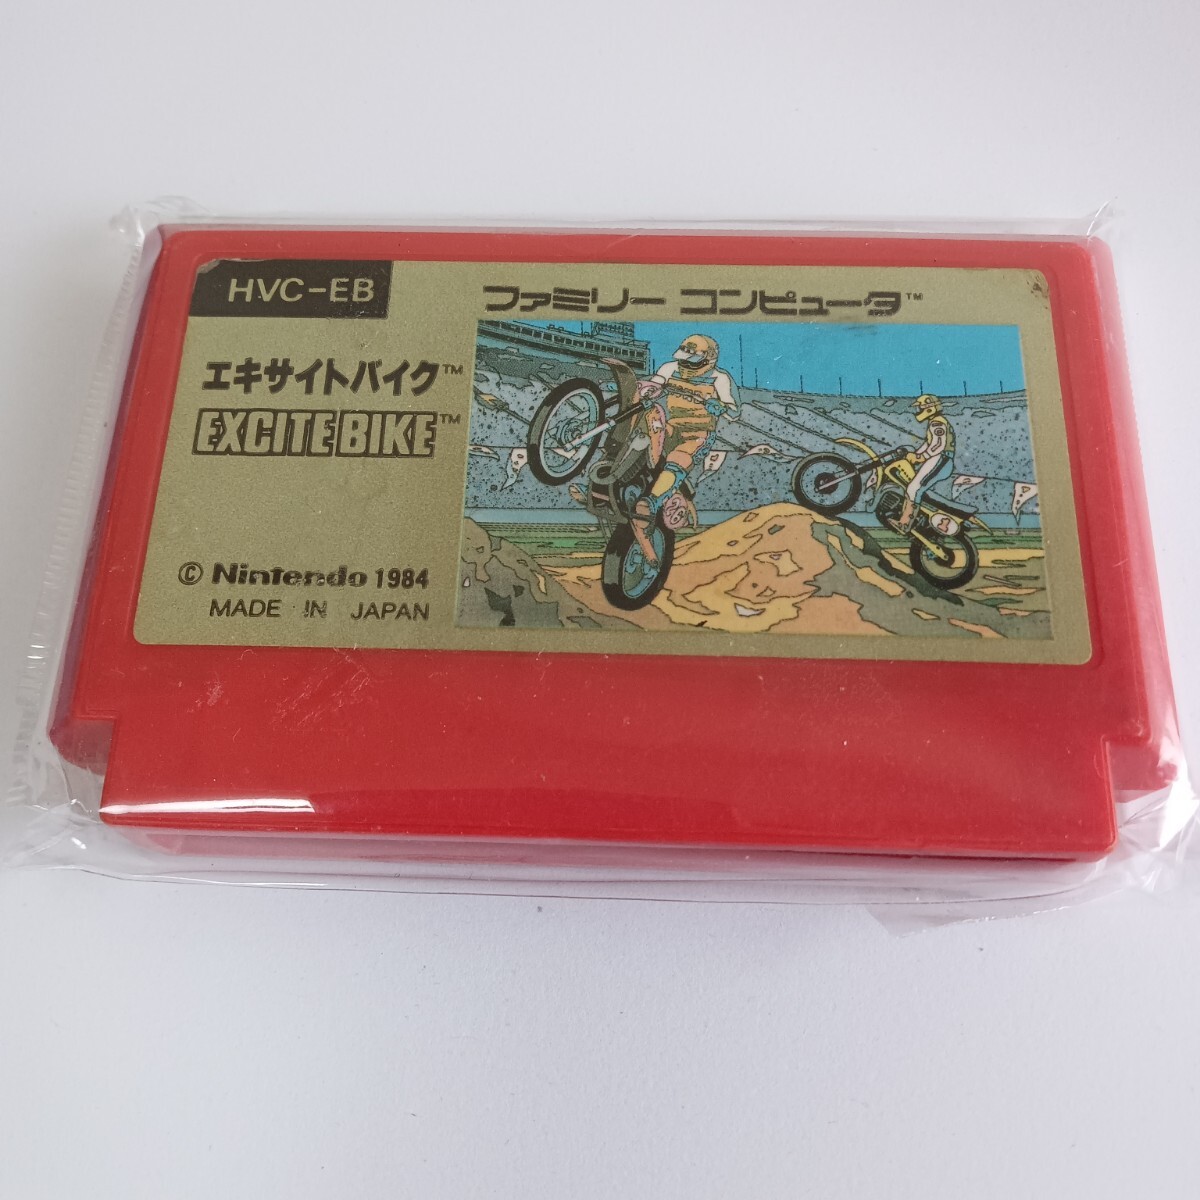 HVC-EB
ファミリー コンピュータ™
エキサイトバイク™
EXCITEBIKE™
© Nintendo 1984
MADE IN JAPAN